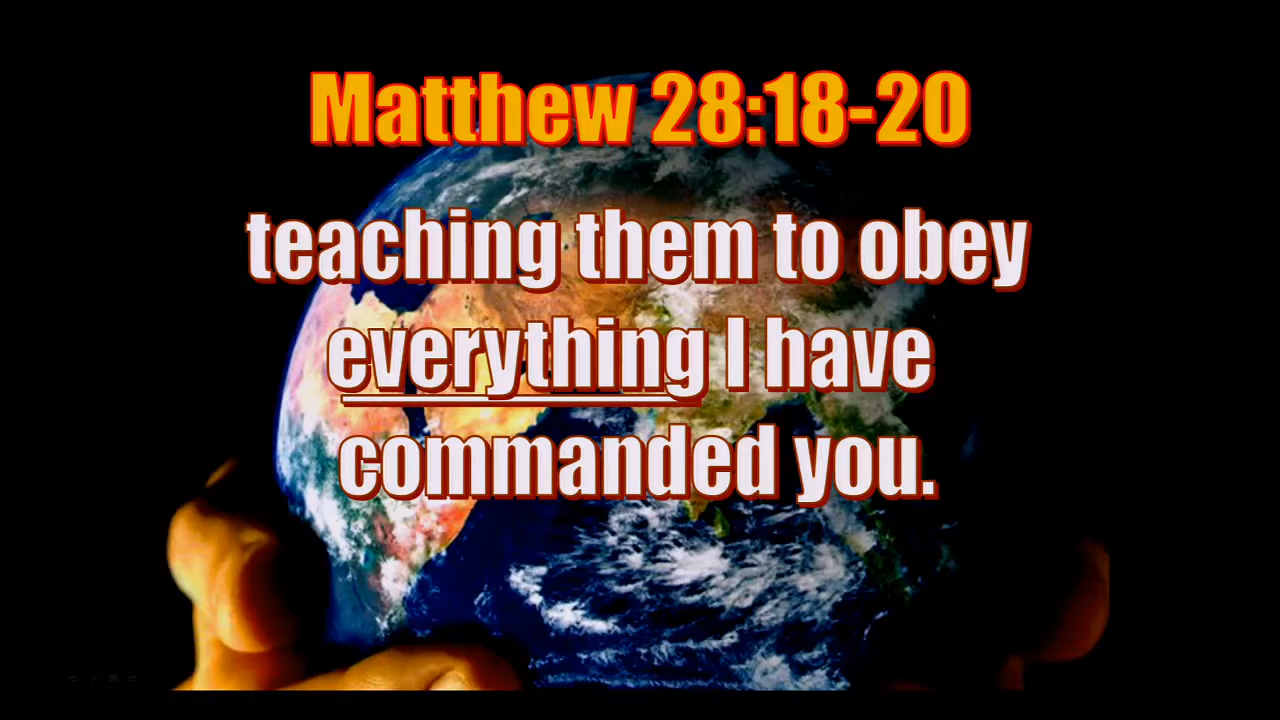 Matthew 28:18-20
teaching them to obey
everything I have
commanded you.